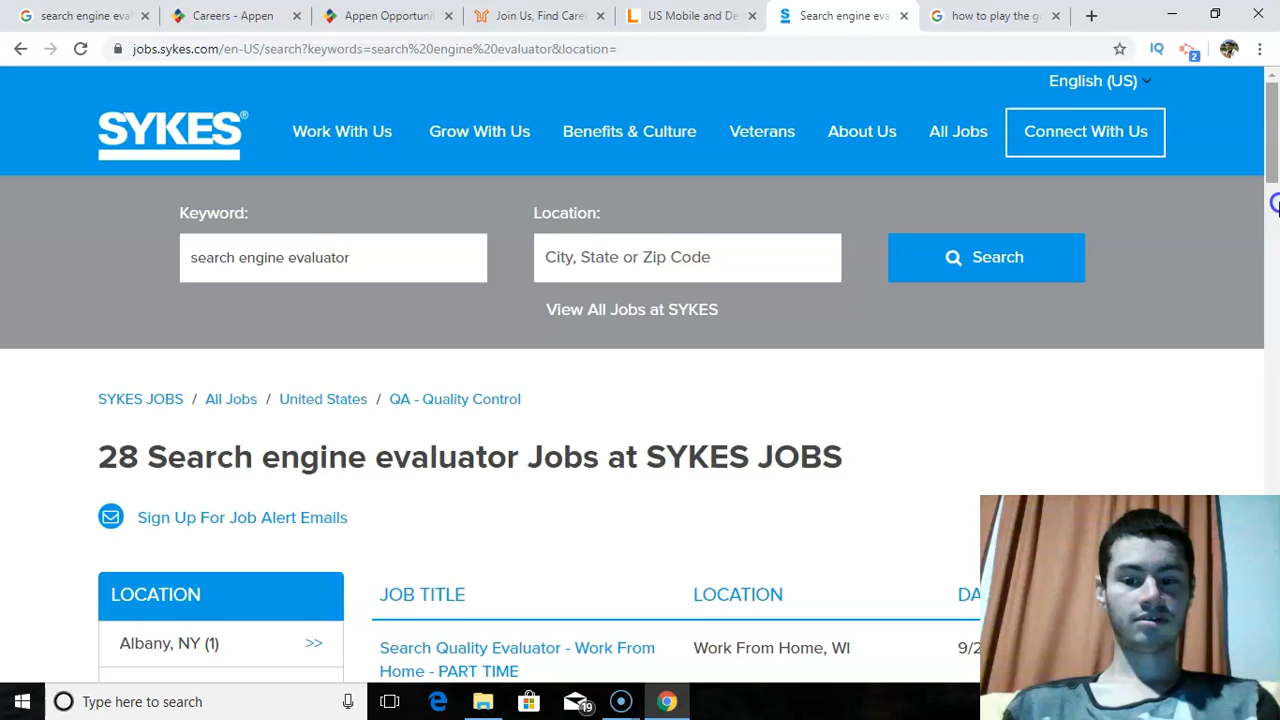 search engine eva
Careers - Appen
Appen Opportuni
Join Us, Find Care
US Mobile and De
Search engine eva
how to play the g
jobs.sykes.com/en-US/search?keywords=search%20engine%20evaluator&location=
IQ
2
English (US)
SYKES®
Work With Us
Grow With Us
Benefits & Culture
Veterans
About Us
All Jobs
Connect With Us
Keyword:
Location:
search engine evaluator
City, State or Zip Code
Search
View All Jobs at SYKES
SYKES JOBS / All Jobs / United States / QA - Quality Control
28 Search engine evaluator Jobs at SYKES JOBS
Sign Up For Job Alert Emails
LOCATION
Albany, NY (1) >>
JOB TITLE
LOCATION
DA
Search Quality Evaluator - Work From
Home - PART TIME
Work From Home, WI
9/2
Type here to search
19